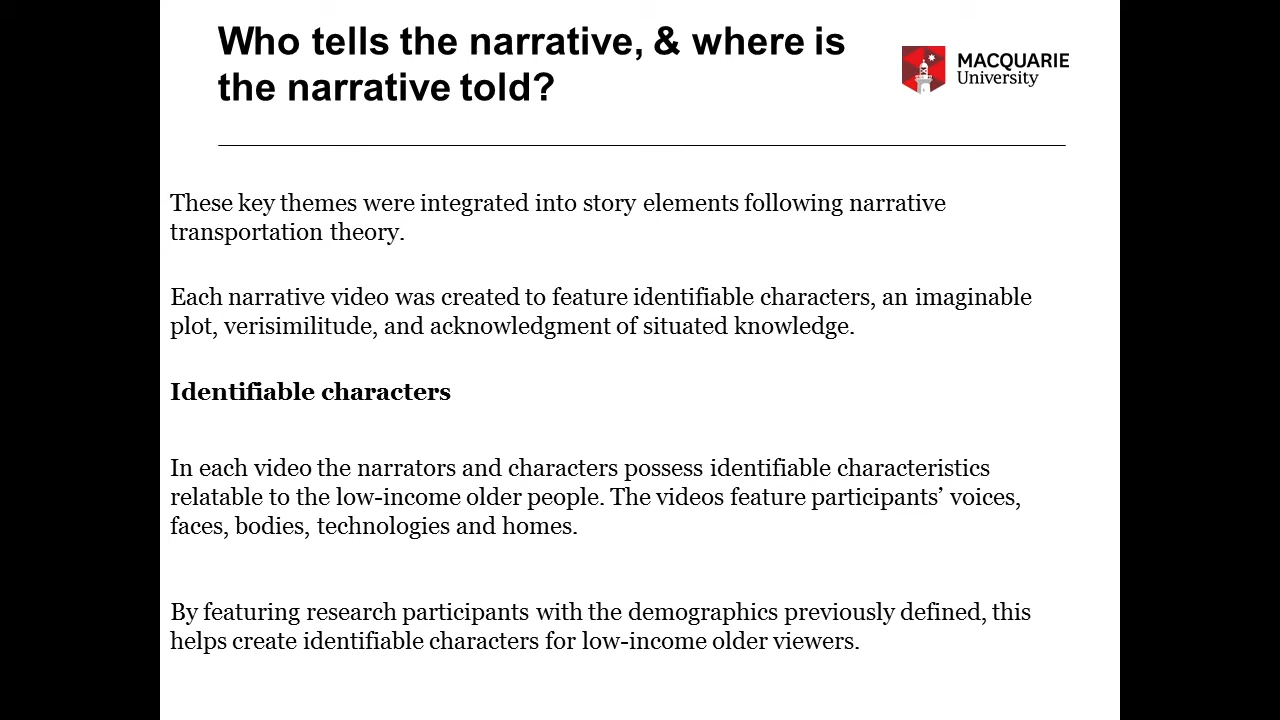 Who tells the narrative, & where is
the narrative told?
MACQUARIE
University
These key themes were integrated into story elements following narrative
transportation theory.
Each narrative video was created to feature identifiable characters, an imaginable
plot, verisimilitude, and acknowledgment of situated knowledge.
Identifiable characters
In each video the narrators and characters possess identifiable characteristics
relatable to the low-income older people. The videos feature participants’ voices,
faces, bodies, technologies and homes.
By featuring research participants with the demographics previously defined, this
helps create identifiable characters for low-income older viewers.